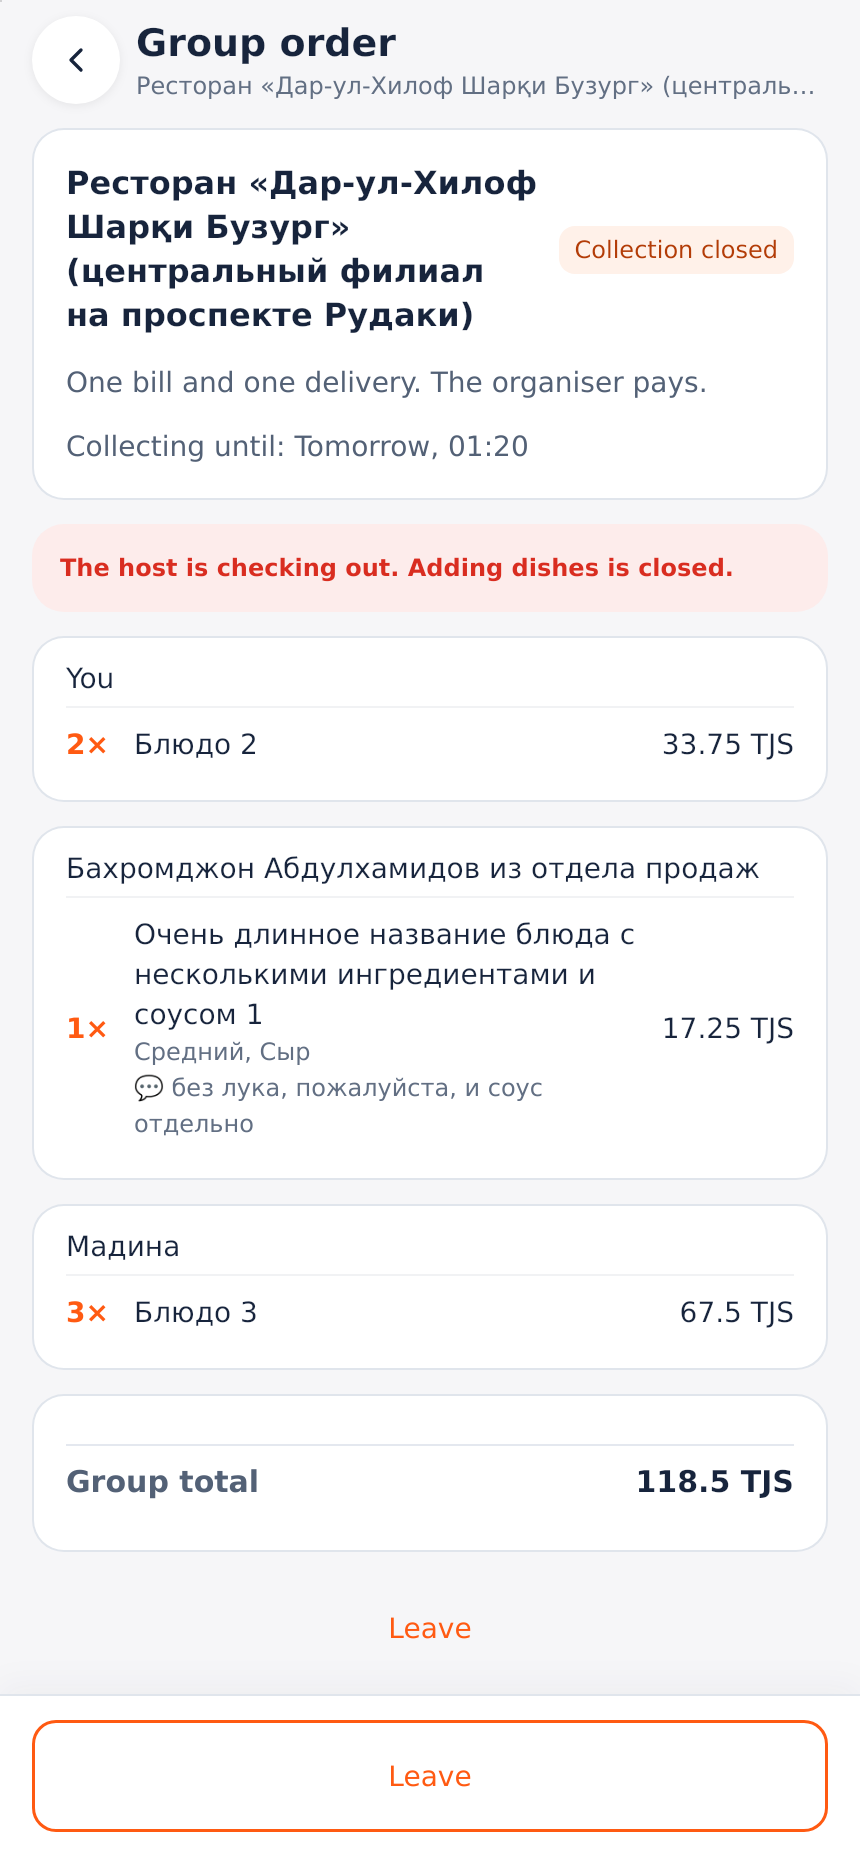 Group order
Ресторан «Дар-ул-Хилоф Шарқи Бузург» (централь...
Ресторан «Дар-ул-Хилоф
Шарқи Бузург»
(центральный филиал
на проспекте Рудаки)
Collection closed
One bill and one delivery. The organiser pays.
Collecting until: Tomorrow, 01:20
The host is checking out. Adding dishes is closed.
You
2× Блюдо 2 33.75 TJS
Бахромджон Абдулхамидов из отдела продаж
Очень длинное название блюда с
несколькими ингредиентами и
соусом 1
1× 17.25 TJS
Средний, Сыр
💬 без лука, пожалуйста, и соус
отдельно
Мадина
3× Блюдо 3 67.5 TJS
Group total 118.5 TJS
Leave
Leave